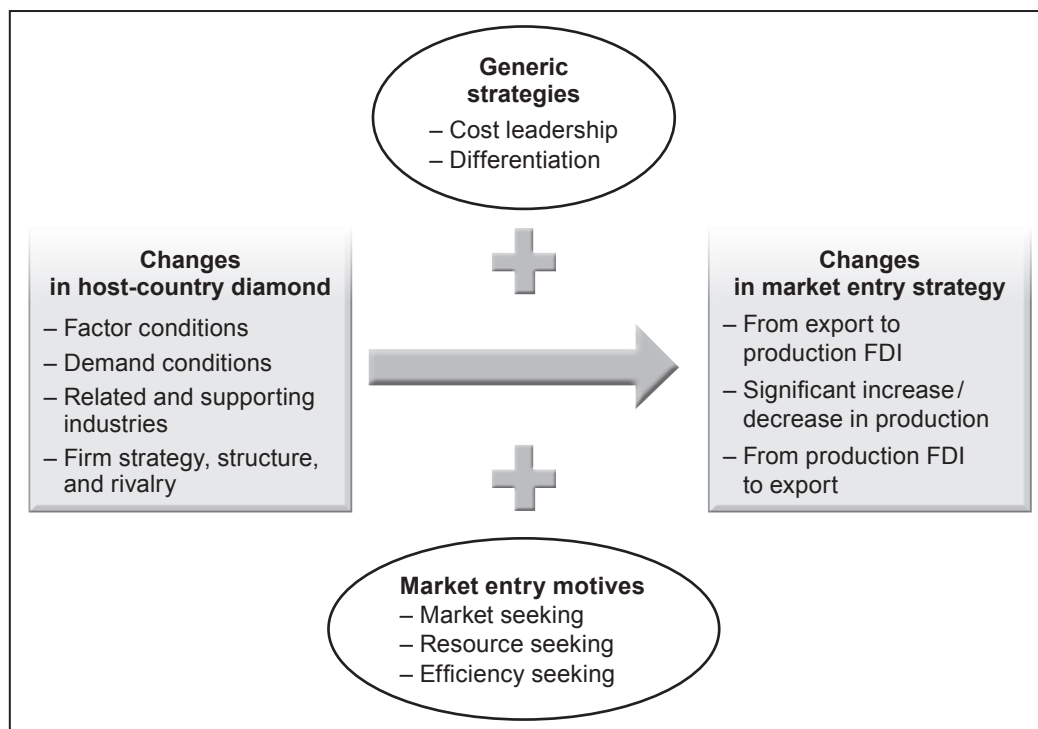 Generic
strategies
– Cost leadership
– Differentiation
Changes
in host-country diamond
– Factor conditions
– Demand conditions
– Related and supporting
industries
– Firm strategy, structure,
and rivalry
Changes
in market entry strategy
– From export to
production FDI
– Significant increase/
decrease in production
– From production FDI
to export
Market entry motives
– Market seeking
– Resource seeking
– Efficiency seeking